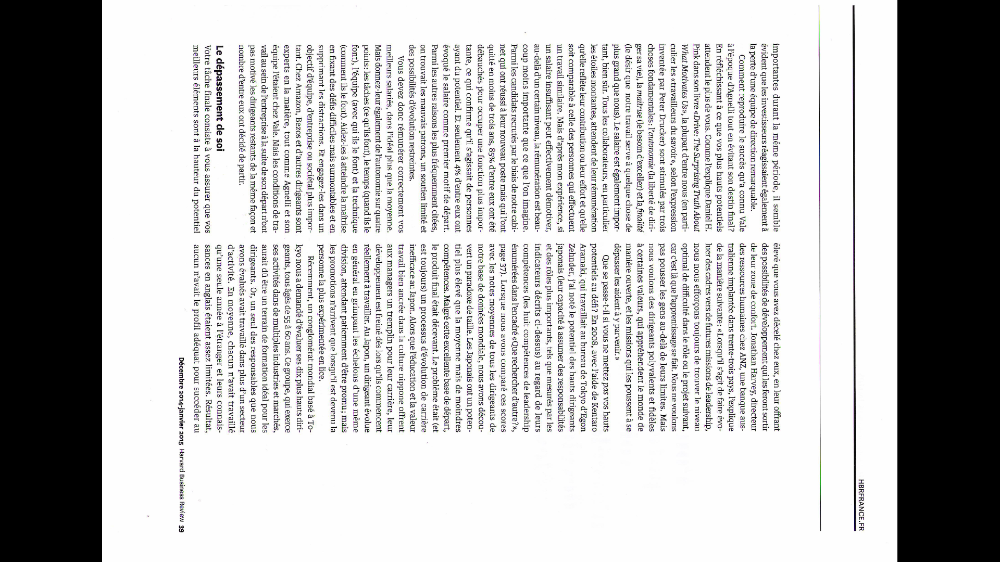 HBRFRANCE.FR
importantes durant la même période, il semble
évident que les investisseurs réagissaient également à
la perte d'une équipe de direction remarquable.
Comment reproduire le succès qu'a connu Vale
à l'époque d'Agnelli tout en évitant son destin final?
En réfléchissant à ce que vos plus hauts potentiels
attendent le plus de vous. Comme l'explique Daniel H.
Pink dans son livre «Drive: The Surprising Truth About
What Motivates Us», la plupart d'entre nous (en parti-
culier les «travailleurs du savoir», selon l'expression
inventée par Peter Drucker) sont stimulés par trois
choses fondamentales: l'autonomie (la liberté de diri-
ger sa vie), la maîtrise (le besoin d'exceller) et la finalité
(le désir que notre travail serve à quelque chose de
plus grand que nous). Le salaire est également impor-
tant, bien sûr. Tous les collaborateurs, en particulier
les étoiles montantes, attendent de leur rémunération
qu'elle reflète leur contribution ou leur effort et qu'elle
soit comparable à celle des personnes qui effectuent
un travail similaire. Mais d'après mon expérience, si
un salaire insuffisant peut effectivement démotiver,
au-delà d'un certain niveau, la rémunération est beau-
coup moins importante que ce que l'on imagine.
Parmi les candidats recrutés par le biais de notre cabi-
net qui ont réussi à leur nouveau poste mais qui l'ont
quitté en moins de trois ans, 85% d'entre eux ont été
débauchés pour occuper une fonction plus impor-
tante, ce qui confirme qu'il s'agissait de personnes
ayant du potentiel. Et seulement 4% d'entre eux ont
évoqué le salaire comme premier motif de départ.
Parmi les autres raisons les plus fréquemment citées,
on trouvait les mauvais patrons, un soutien limité et
des possibilités d'évolution restreintes.
Vous devez donc rémunérer correctement vos
meilleurs salariés, dans l'idéal plus que la moyenne.
Mais donnez-leur également de l'autonomie sur quatre
points: les tâches (ce qu'ils font), le temps (quand ils le
font), l'équipe (avec qui ils le font) et la technique
(comment ils le font). Aidez-les à atteindre la maîtrise
en fixant des défis difficiles mais surmontables et en
supprimant les distractions. Et engagez-les dans un
objectif d'équipe, d'entreprise ou sociétal plus impor-
tant. Chez Amazon, Bezos et d'autres dirigeants sont
experts en la matière, tout comme Agnelli et son
équipe l'étaient chez Vale. Mais les conditions de tra-
vail au sein de l'entreprise à la suite de son départ n'ont
pas motivé les dirigeants restants de la même façon et
nombre d'entre eux ont décidé de partir.
Le dépassement de soi
Votre tâche finale consiste à vous assurer que vos
meilleurs éléments sont à la hauteur du potentiel
élevé que vous avez décelé chez eux, en leur offrant
des possibilités de développement qui les feront sortir
de leur zone de confort. Jonathan Harvey, directeur
des ressources humaines chez ANZ, une banque aus-
tralienne implantée dans trente-trois pays, l'explique
de la manière suivante: «Lorsqu'il s'agit de faire évo-
luer des cadres vers de futures missions de leadership,
nous nous efforçons toujours de trouver le niveau
optimal de difficulté dans le rôle ou le projet suivant,
car c'est là que l'apprentissage se fait. Nous ne voulons
pas pousser les gens au-delà de leurs limites. Mais
nous voulons des dirigeants polyvalents et fidèles
à certaines valeurs, qui appréhendent le monde de
manière ouverte, et les missions qui les poussent à se
dépasser les aident à y parvenir.»
Que se passe-t-il si vous ne mettez pas vos hauts
potentiels au défi? En 2008, avec l'aide de Kentaro
Aramaki, qui travaillait au bureau de Tokyo d'Egon
Zehnder, j'ai noté le potentiel des hauts dirigeants
japonais (leur capacité à assumer des responsabilités
et des rôles plus importants, tels que mesurés par les
indicateurs décrits ci-dessus) au regard de leurs
compétences (les huit compétences de leadership
énumérées dans l'encadré «Que rechercher d'autre?»,
page 37). Lorsque nous avons comparé ces scores
avec les notes moyennes de tous les dirigeants de
notre base de données mondiale, nous avons décou-
vert un paradoxe de taille. Les Japonais ont un poten-
tiel plus élevé que la moyenne mais de moindres
compétences. Malgré cette excellente base de départ,
le produit final était décevant. Le problème était (et
est toujours) un processus d'évolution de carrière
inefficace au Japon. Alors que l'éducation et la valeur
travail bien ancrée dans la culture nippone offrent
aux managers un tremplin pour leur carrière, leur
développement est freiné dès lors qu'ils commencent
réellement à travailler. Au Japon, un dirigeant évolue
en général en grimpant les échelons d'une même
division, attendant patiemment d'être promu; mais
les promotions n'arrivent que lorsqu'il est devenu la
personne la plus expérimentée en lice.
Récemment, un conglomérat mondial basé à To-
kyo nous a demandé d'évaluer ses dix plus hauts diri-
geants, tous âgés de 55 à 60 ans. Ce groupe, qui exerce
ses activités dans de multiples industries et marchés,
aurait dû être un terrain de formation idéal pour les
dirigeants. Or, un seul des responsables que nous
avons évalués avait travaillé dans plus d'un secteur
d'activité. En moyenne, chacun n'avait travaillé
qu'une seule année à l'étranger et leurs connais-
sances en anglais étaient assez limitées. Résultat,
aucun n'avait le profil adéquat pour succéder au
Décembre 2014-janvier 2015 Harvard Business Review 39